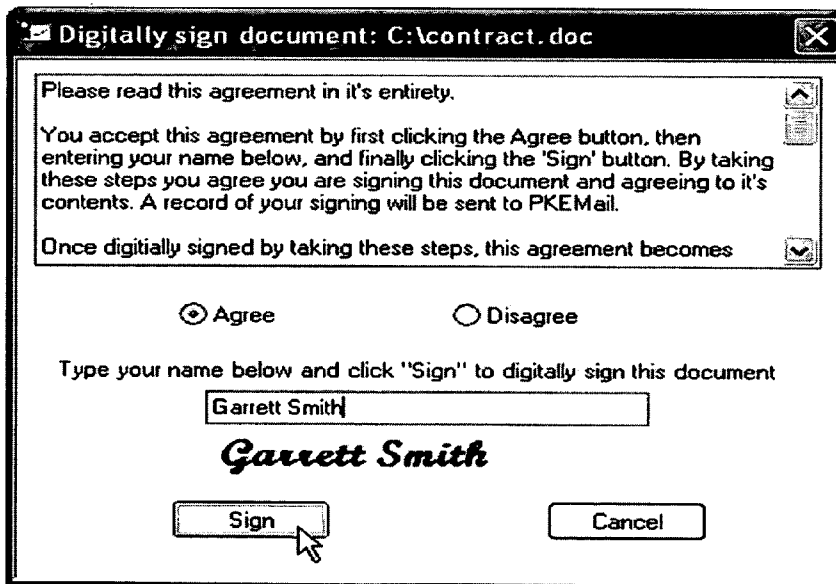 Digitally sign document: C:\contract.doc
Please read this agreement in it's entirety.
You accept this agreement by first clicking the Agree button, then
entering your name below, and finally clicking the 'Sign' button. By taking
these steps you agree you are signing this document and agreeing to it's
contents. A record of your signing will be sent to PKEMail.
Once digitially signed by taking these steps, this agreement becomes
Agree Disagree
Type your name below and click "Sign" to digitally sign this document
Garrett Smith
Garrett Smith
Sign Cancel